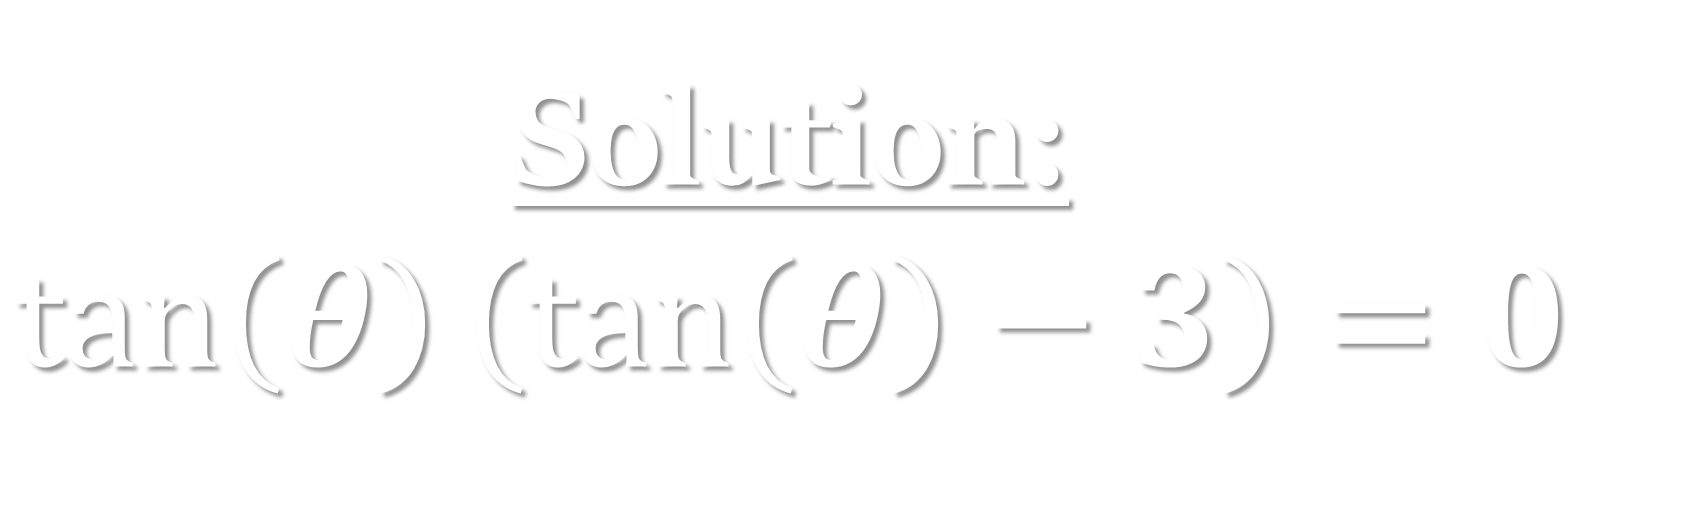 Solution:
tan(θ) (tan(θ) − 3) = 0